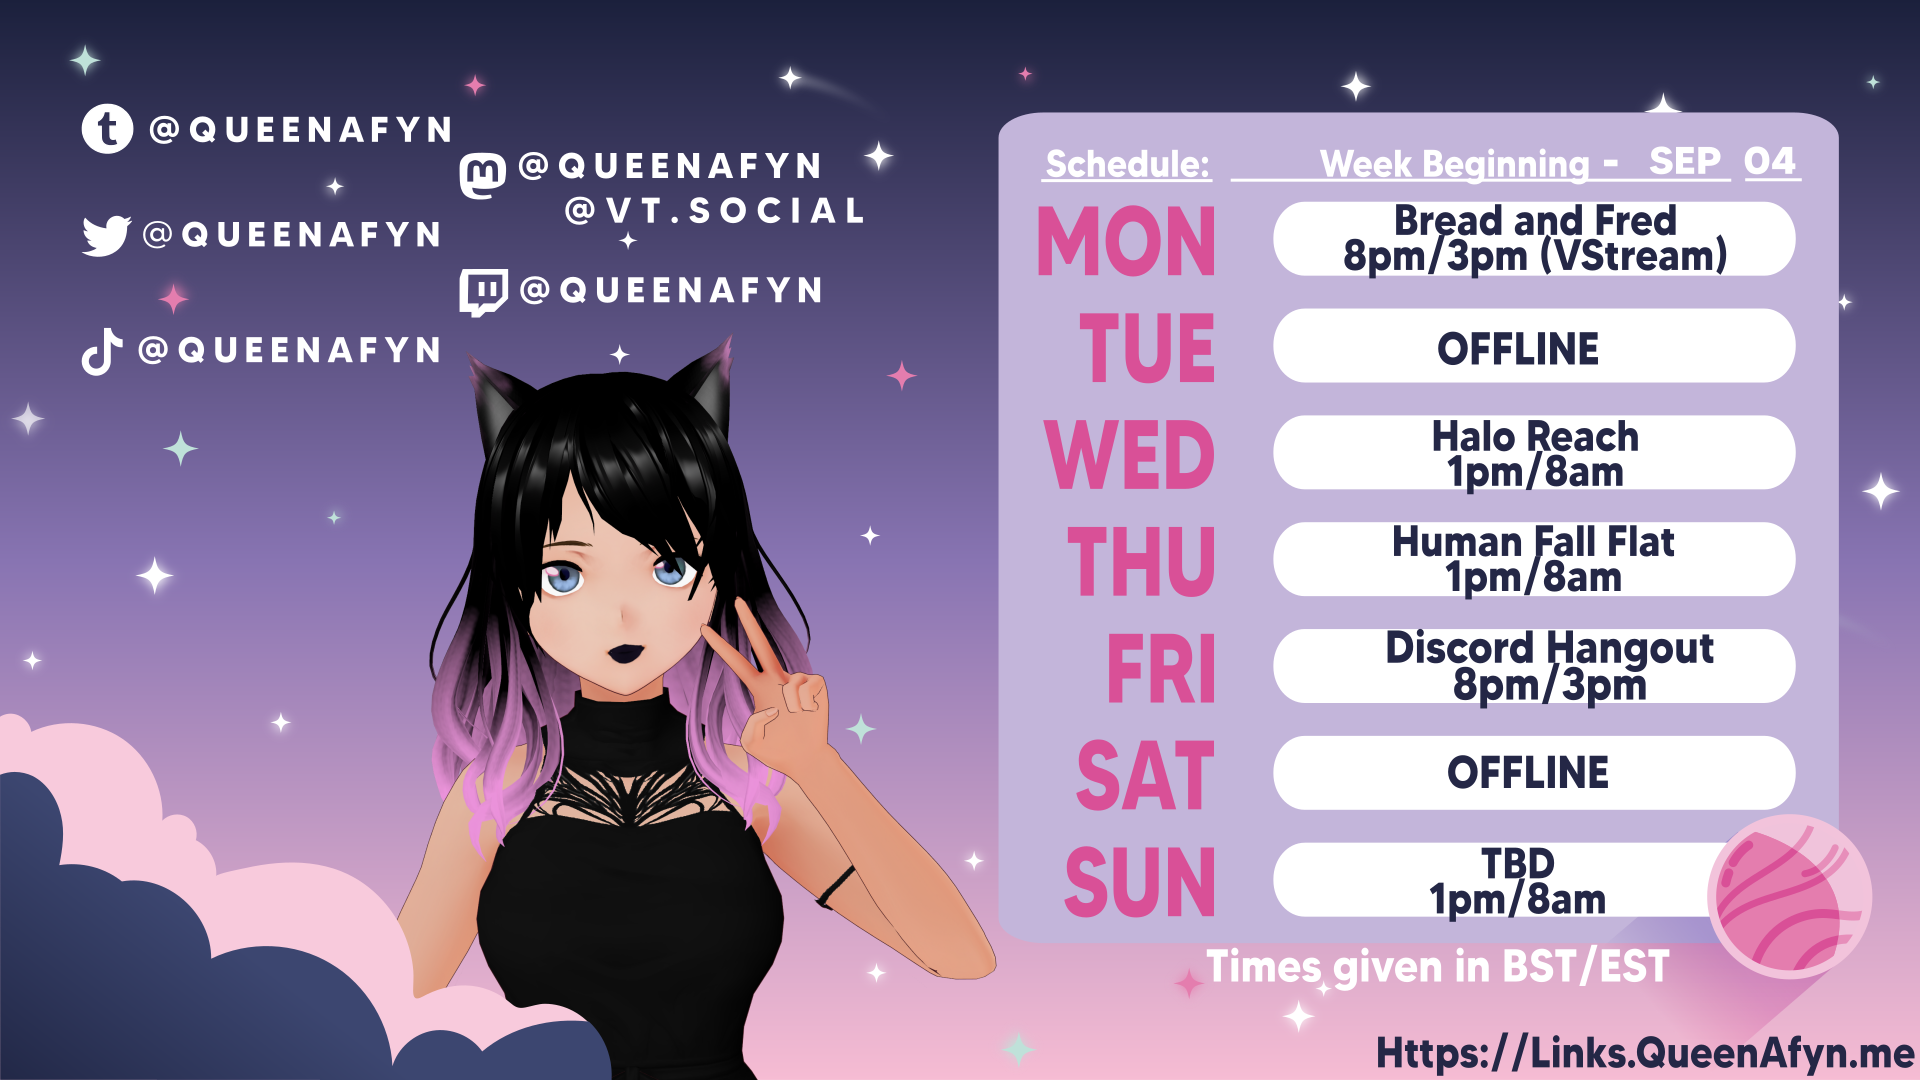 @QUEENAFYN
@QUEENAFYN
@QUEENAFYN
@QUEENAFYN
@VT.SOCIAL
@QUEENAFYN
Schedule: Week Beginning - SEP 04
MON
Bread and Fred
8pm/3pm (VStream)
TUE
OFFLINE
WED
Halo Reach
1pm/8am
THU
Human Fall Flat
1pm/8am
FRI
Discord Hangout
8pm/3pm
SAT
OFFLINE
SUN
TBD
1pm/8am
Times given in BST/EST
Https://Links.QueenAfyn.me